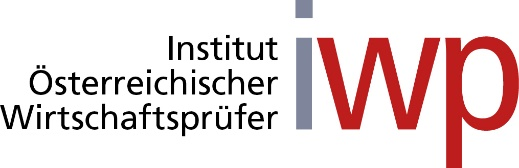 Institut
Österreichischer
Wirtschaftsprüfer
iwp